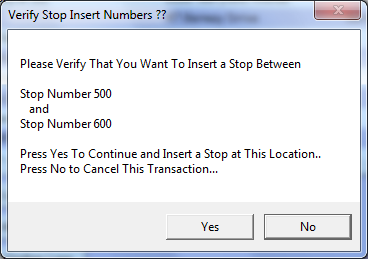 Verify Stop Insert Numbers ??
Please Verify That You Want To Insert a Stop Between
Stop Number 500
and
Stop Number 600
Press Yes To Continue and Insert a Stop at This Location..
Press No to Cancel This Transaction...
Yes
No